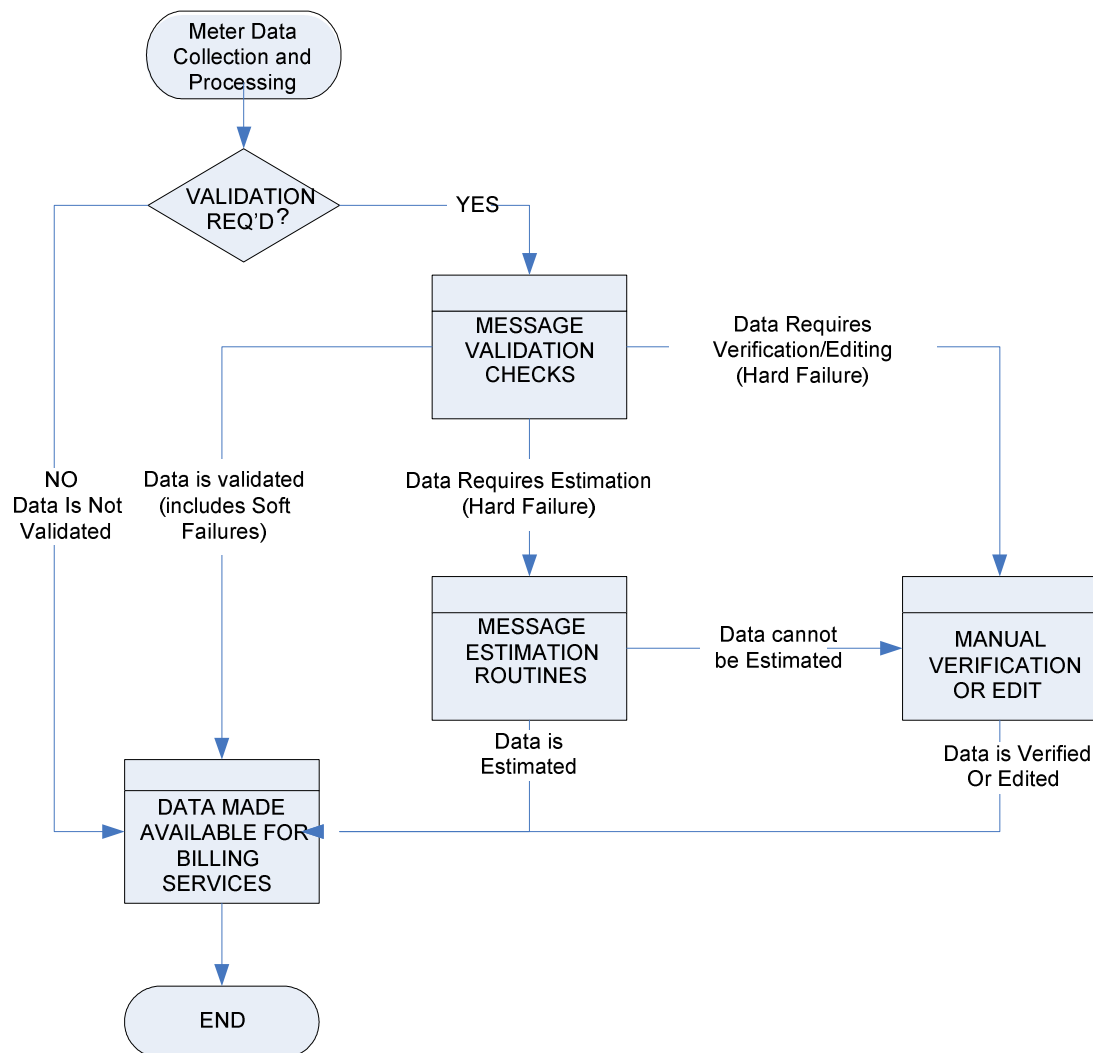 Meter Data
Collection and
Processing
VALIDATION
REQ'D?
YES
MESSAGE
VALIDATION
CHECKS
Data Requires
Verification/Editing
(Hard Failure)
NO
Data Is Not
Validated
Data is validated
(includes Soft
Failures)
Data Requires Estimation
(Hard Failure)
MESSAGE
ESTIMATION
ROUTINES
Data cannot
be Estimated
MANUAL
VERIFICATION
OR EDIT
Data is
Estimated
Data is Verified
Or Edited
DATA MADE
AVAILABLE FOR
BILLING
SERVICES
END